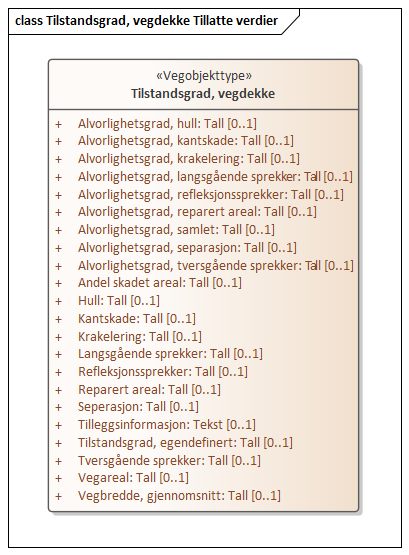 class Tilstandsgrad, vegdekke Tillatte verdier
«Vegobjekttype»
Tilstandsgrad, vegdekke
+ Alvorlighetsgrad, hull: Tall [0..1]
+ Alvorlighetsgrad, kantskade: Tall [0..1]
+ Alvorlighetsgrad, krakelering: Tall [0..1]
+ Alvorlighetsgrad, langsgående sprekker: Tall [0..1]
+ Alvorlighetsgrad, refleksjonssprekker: Tall [0..1]
+ Alvorlighetsgrad, reparert areal: Tall [0..1]
+ Alvorlighetsgrad, samlet: Tall [0..1]
+ Alvorlighetsgrad, separasjon: Tall [0..1]
+ Alvorlighetsgrad, tversgående sprekker: Tall [0..1]
+ Andel skadet areal: Tall [0..1]
+ Hull: Tall [0..1]
+ Kantskade: Tall [0..1]
+ Krakelering: Tall [0..1]
+ Langsgående sprekker: Tall [0..1]
+ Refleksjonssprekker: Tall [0..1]
+ Reparert areal: Tall [0..1]
+ Seperasjon: Tall [0..1]
+ Tilleggsinformasjon: Tekst [0..1]
+ Tilstandsgrad, egendefinert: Tall [0..1]
+ Tversgående sprekker: Tall [0..1]
+ Vegareal: Tall [0..1]
+ Vegbredde, gjennomsnitt: Tall [0..1]